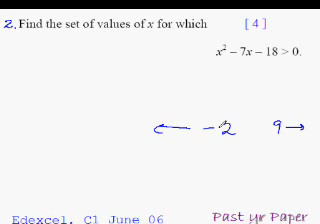 2. Find the set of values of x for which [4]
x² – 7x – 18 > 0.
← -2 9 →
Edexcel, C1 June 06 Past yr Paper